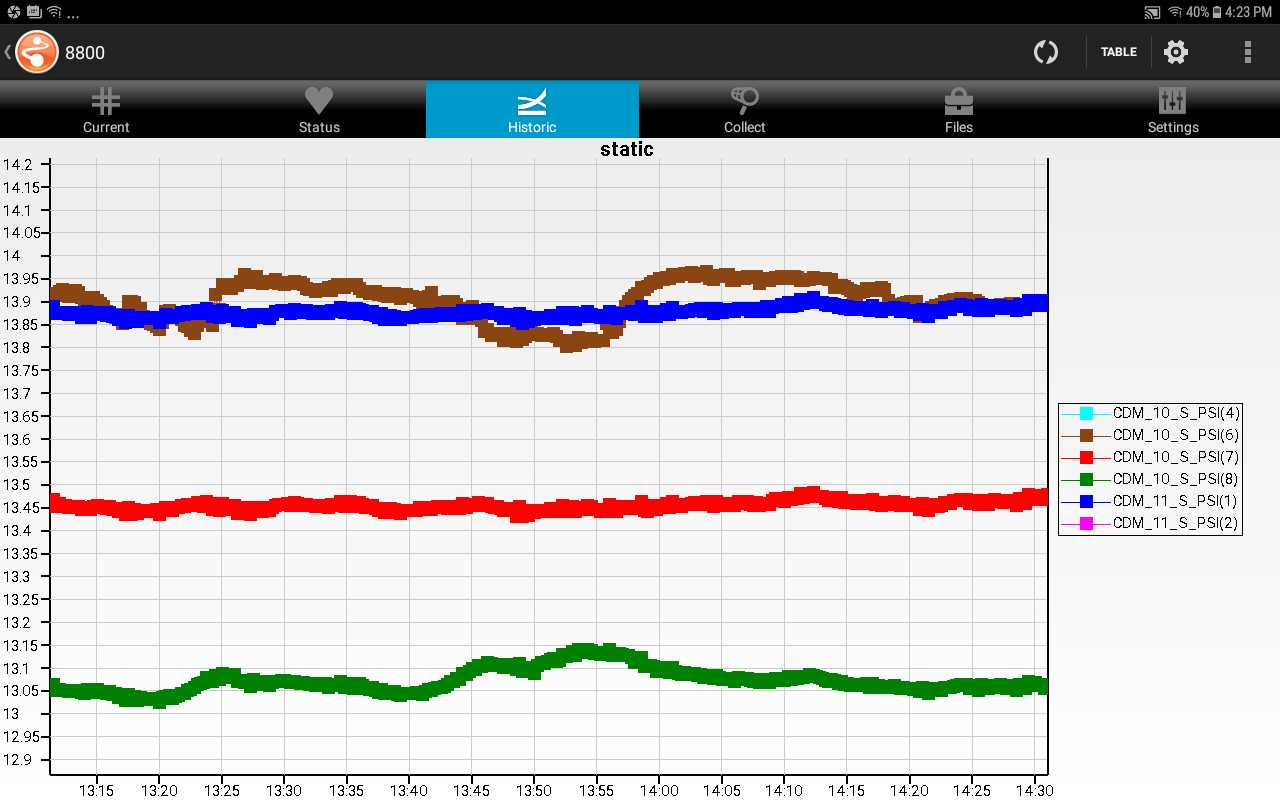 ... 40% 4:23 PM
8800 TABLE
Current Status Historic Collect Files Settings
static
14.2
14.15
14.1
14.05
14
13.95
13.9
13.85
13.8
13.75
13.7
13.65
13.6
13.55
13.5
13.45
13.4
13.35
13.3
13.25
13.2
13.15
13.1
13.05
13
12.95
12.9
CDM_10_S_PSI(4)
CDM_10_S_PSI(6)
CDM_10_S_PSI(7)
CDM_10_S_PSI(8)
CDM_11_S_PSI(1)
CDM_11_S_PSI(2)
13:15 13:20 13:25 13:30 13:35 13:40 13:45 13:50 13:55 14:00 14:05 14:10 14:15 14:20 14:25 14:30